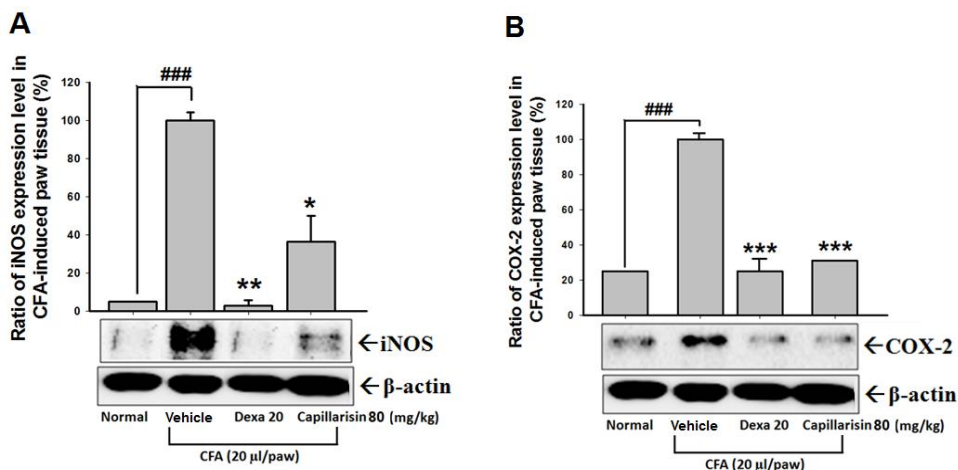 A
Ratio of iNOS expression level in
CFA-induced paw tissue (%)
120
100
80
60
40
20
0
###
**
*
←iNOS
←β-actin
Normal Vehicle Dexa 20 Capillarisin 80 (mg/kg)
CFA (20 μl/paw)
B
Ratio of COX-2 expression level in
CFA-induced paw tissue (%)
120
100
80
60
40
20
0
###
***
***
←COX-2
←β-actin
Normal Vehicle Dexa 20 Capillarisin 80 (mg/kg)
CFA (20 μl/paw)